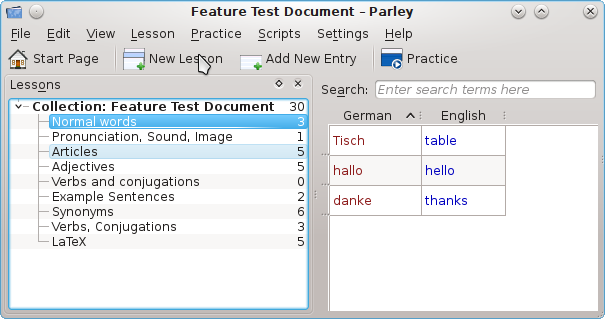 Feature Test Document – Parley
File Edit View Lesson Practice Scripts Settings Help
Start Page New Lesson Add New Entry Practice
Lessons
Collection: Feature Test Document 30
Normal words 3
Pronunciation, Sound, Image 1
Articles 5
Adjectives 5
Verbs and conjugations 0
Example Sentences 2
Synonyms 6
Verbs, Conjugations 3
LaTeX 5
Search: Enter search terms here
German English
Tisch table
hallo hello
danke thanks